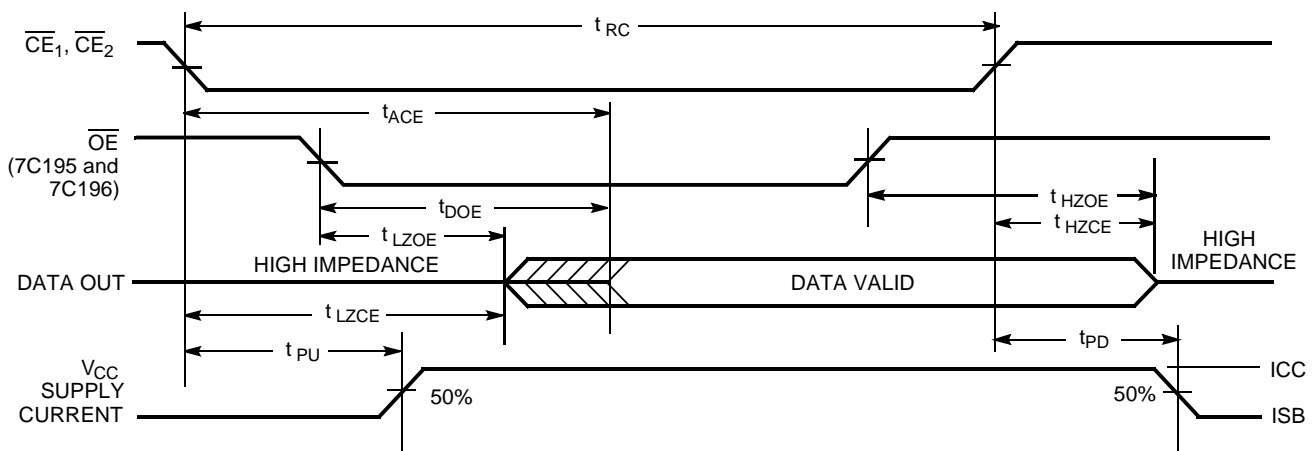 t RC
CE1, CE2
tACE
OE
(7C195 and
7C196)
tDOE
t HZOE
t LZOE
t HZCE
HIGH
IMPEDANCE
HIGH IMPEDANCE
DATA OUT
DATA VALID
t LZCE
t PU
tPD
VCC
SUPPLY
CURRENT
50%
50%
ICC
ISB